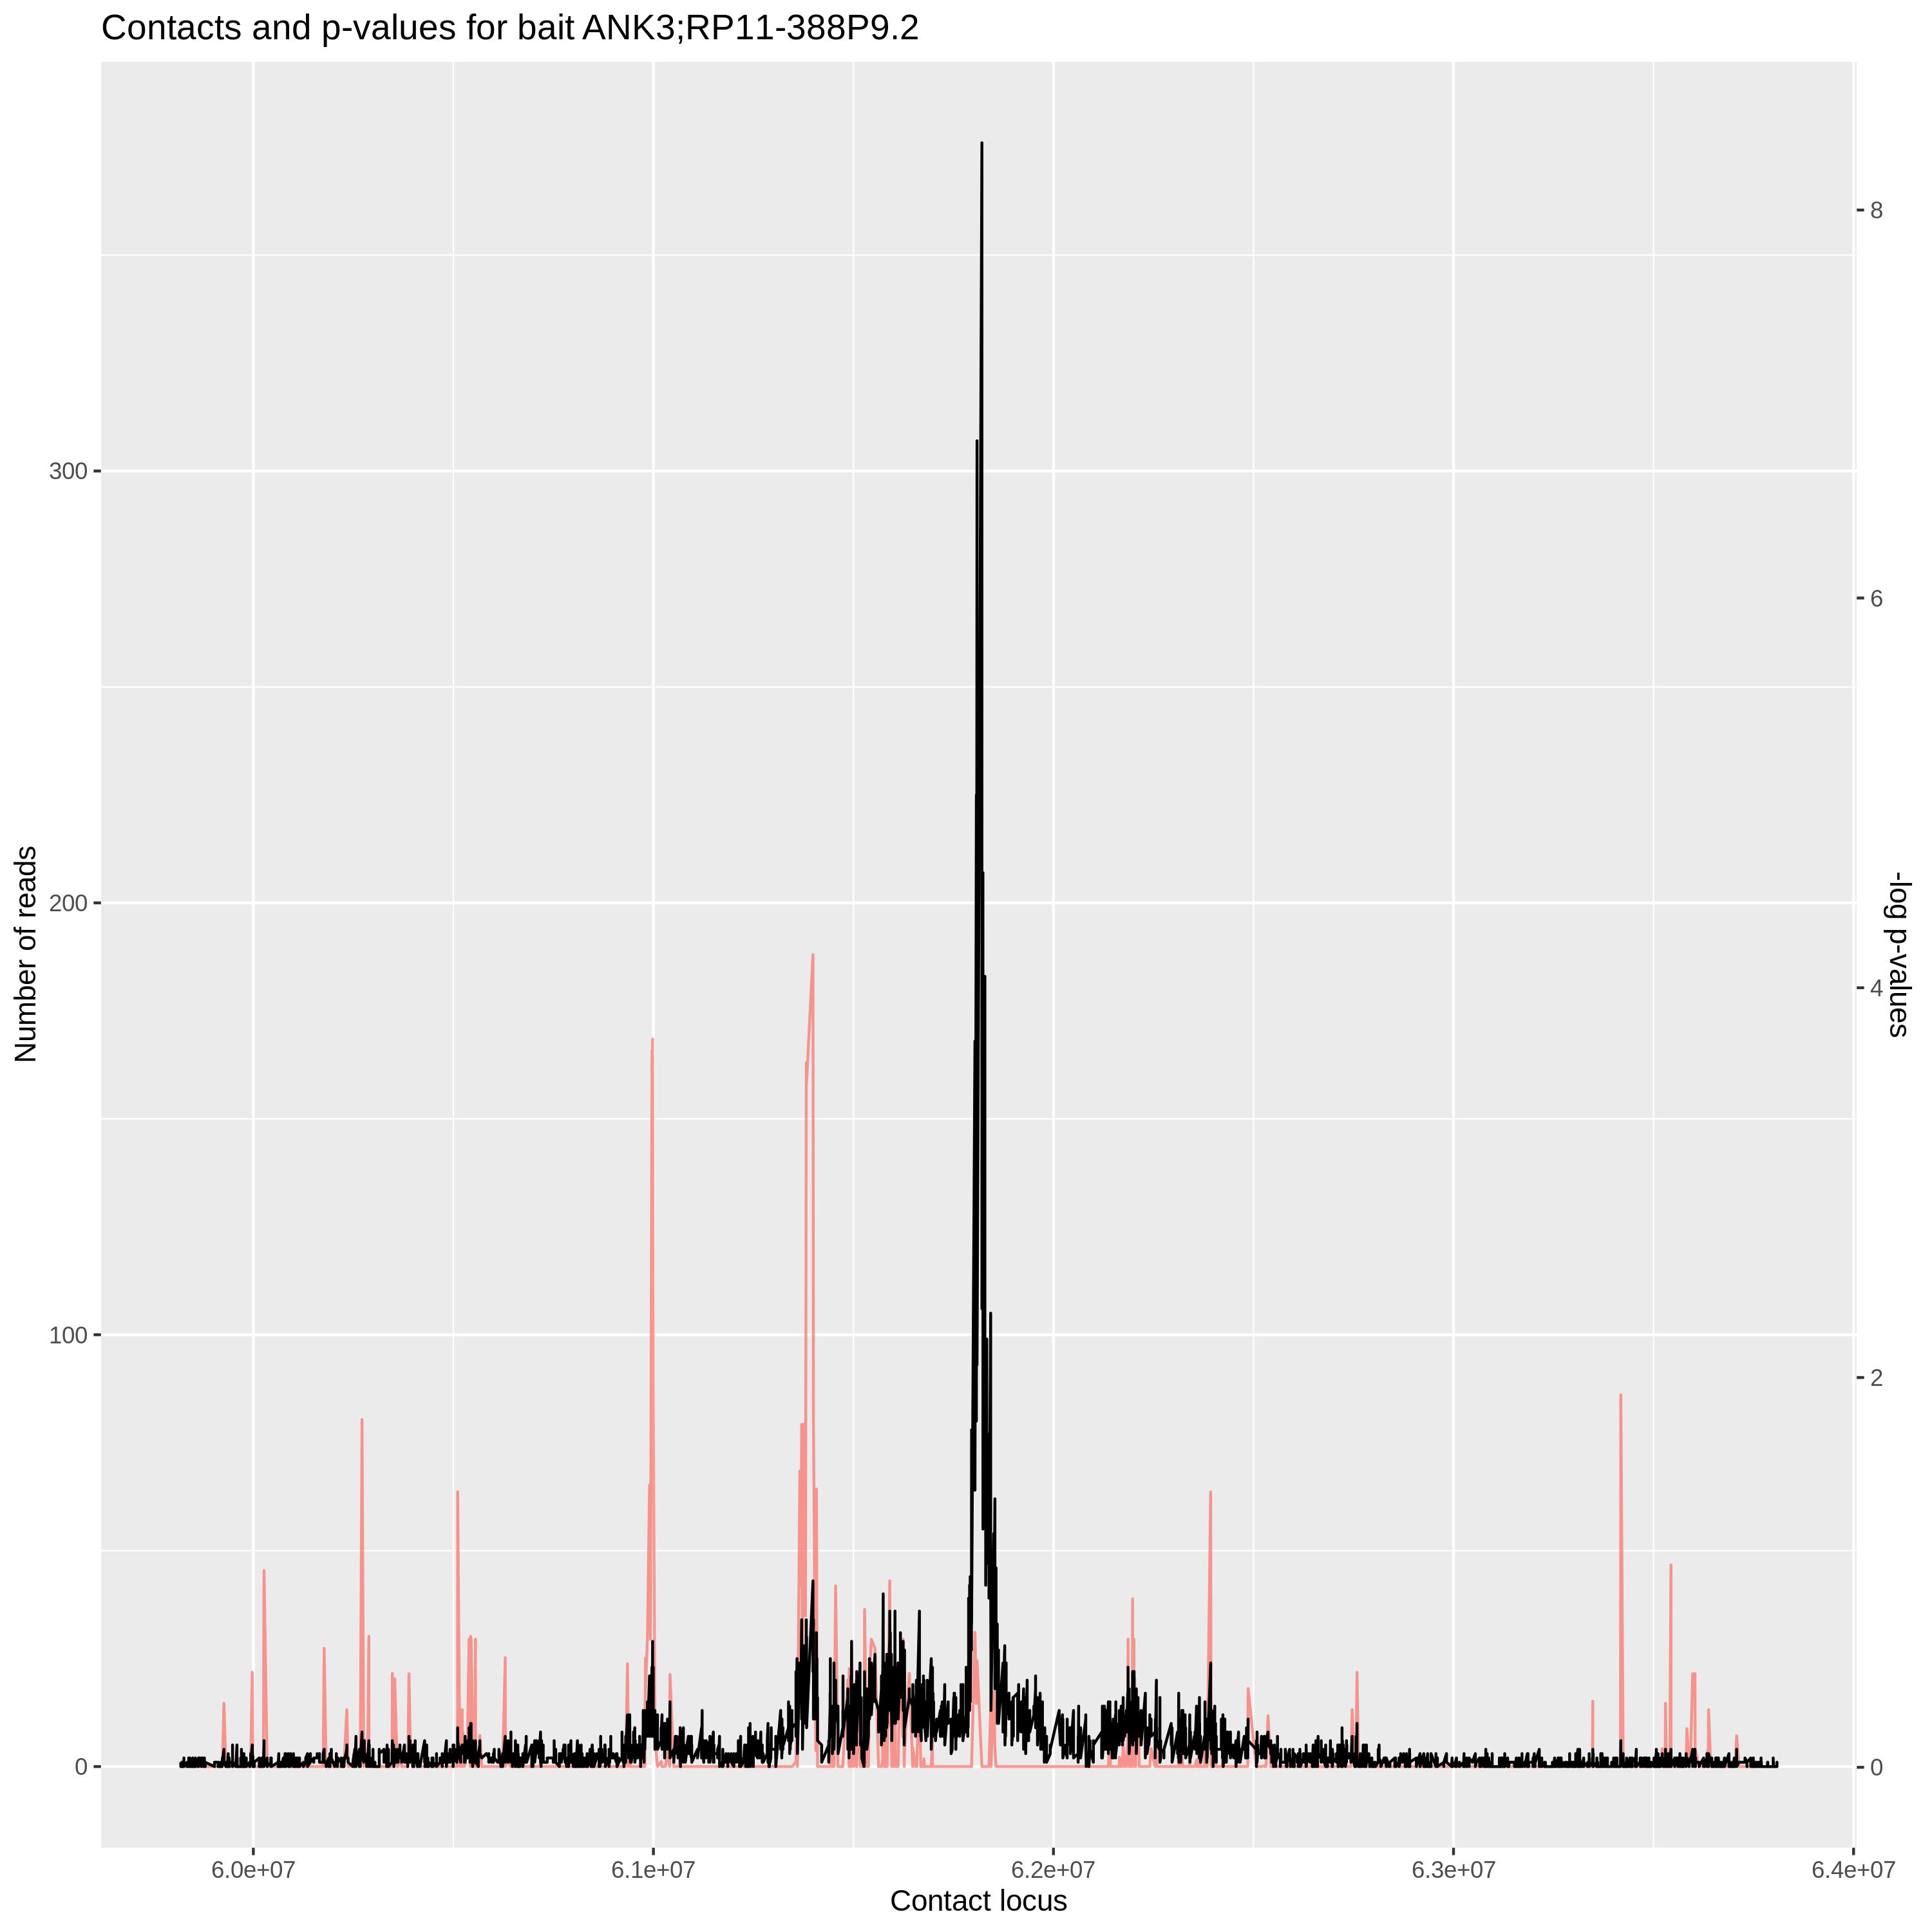 Contacts and p-values for bait ANK3;RP11-388P9.2
8
300
6
Number of reads
200
-log p-values
4
2
100
0
0
6.0e+07
6.1e+07
6.2e+07
6.3e+07
6.4e+07
Contact locus